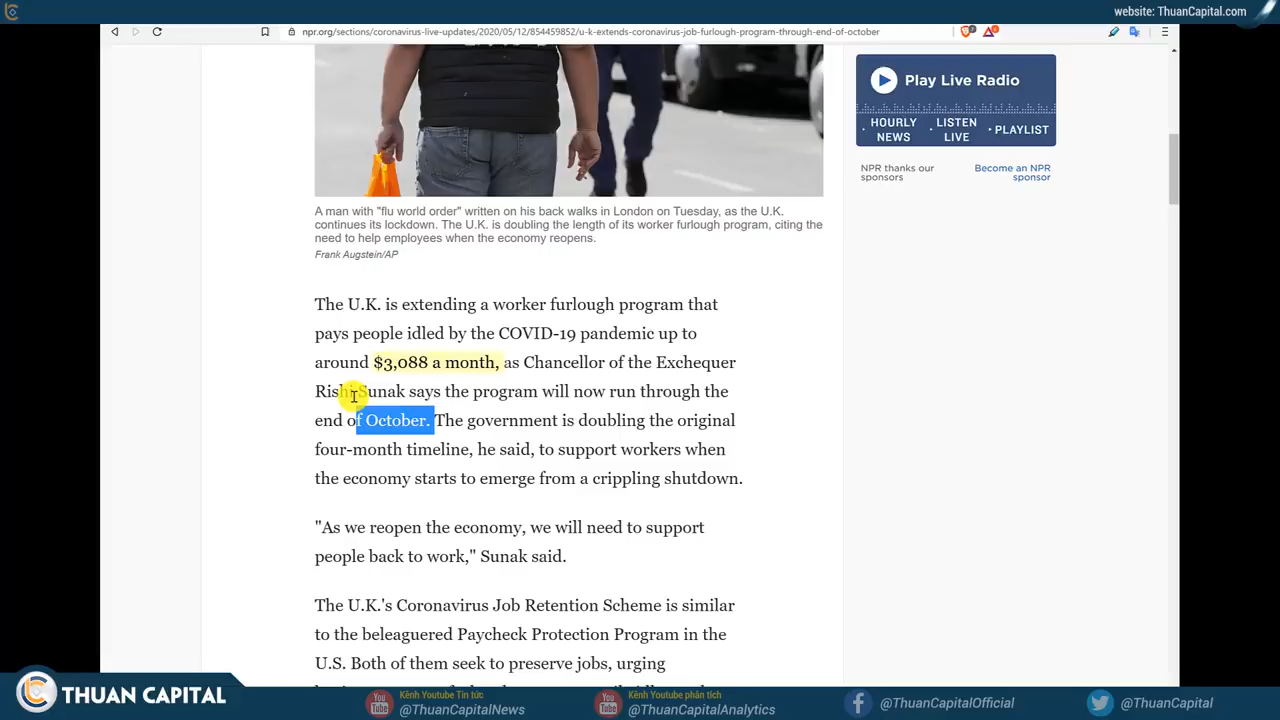 website: ThuanCapital.com
npr.org/sections/coronavirus-live-updates/2020/05/12/854459852/u-k-extends-coronavirus-job-furlough-program-through-end-of-october
Play Live Radio
HOURLY NEWS
LISTEN LIVE
PLAYLIST
NPR thanks our sponsors
Become an NPR sponsor
A man with "flu world order" written on his back walks in London on Tuesday, as the U.K.
continues its lockdown. The U.K. is doubling the length of its worker furlough program, citing the
need to help employees when the economy reopens.
Frank Augstein/AP
The U.K. is extending a worker furlough program that
pays people idled by the COVID-19 pandemic up to
around $3,088 a month, as Chancellor of the Exchequer
Rishi Sunak says the program will now run through the
end of October. The government is doubling the original
four-month timeline, he said, to support workers when
the economy starts to emerge from a crippling shutdown.
"As we reopen the economy, we will need to support
people back to work," Sunak said.
The U.K.'s Coronavirus Job Retention Scheme is similar
to the beleaguered Paycheck Protection Program in the
U.S. Both of them seek to preserve jobs, urging
THUAN CAPITAL
You Tube
Kênh Youtube Tin tức:
@ThuanCapitalNews
You Tube
Kênh Youtube phân tích
@ThuanCapitalAnalytics
@ThuanCapitalOfficial
@ThuanCapital